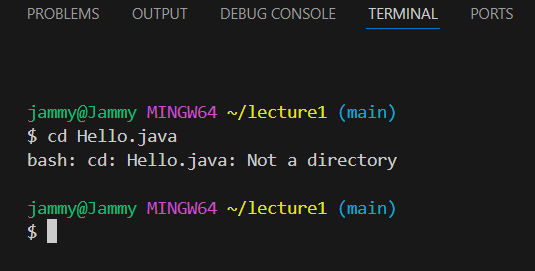 PROBLEMS OUTPUT DEBUG CONSOLE TERMINAL PORTS
jammy@Jammy MINGW64 ~/lecture1 (main)
$ cd Hello.java
bash: cd: Hello.java: Not a directory
jammy@Jammy MINGW64 ~/lecture1 (main)
$